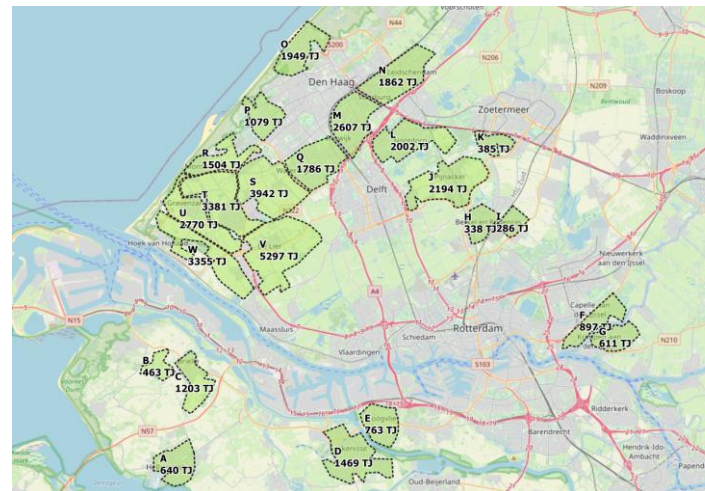 Voorschoten
N44
N206
N11
O
1949 TJ
S200
Den Haag
N
Leidschendam
1862 TJ
N209
Boskoop
Zoetermeer
P
1079 TJ
M
2607 TJ
L
2002 TJ
K
385 TJ
Waddinxveen
R
1504 TJ
Q
1786 TJ
S
3942 TJ
Delft
J
Pijnacker
2194 TJ
T
3381 TJ
U
2770 TJ
H
338 TJ
I
286 TJ
Hoek van Holland
W
3355 TJ
V
5297 TJ
Nieuwerkerk
aan den IJssel
A4
N15
Maassluis
Rotterdam
Capelle
F
897 TJ
G
611 TJ
N210
Vlaardingen
Schiedam
S103
B
463 TJ
C
1203 TJ
Ridderkerk
E
763 TJ
N57
Barendrecht
A
640 TJ
D
1469 TJ
Hendrik-Ido-
Ambacht
Oud-Beijerland